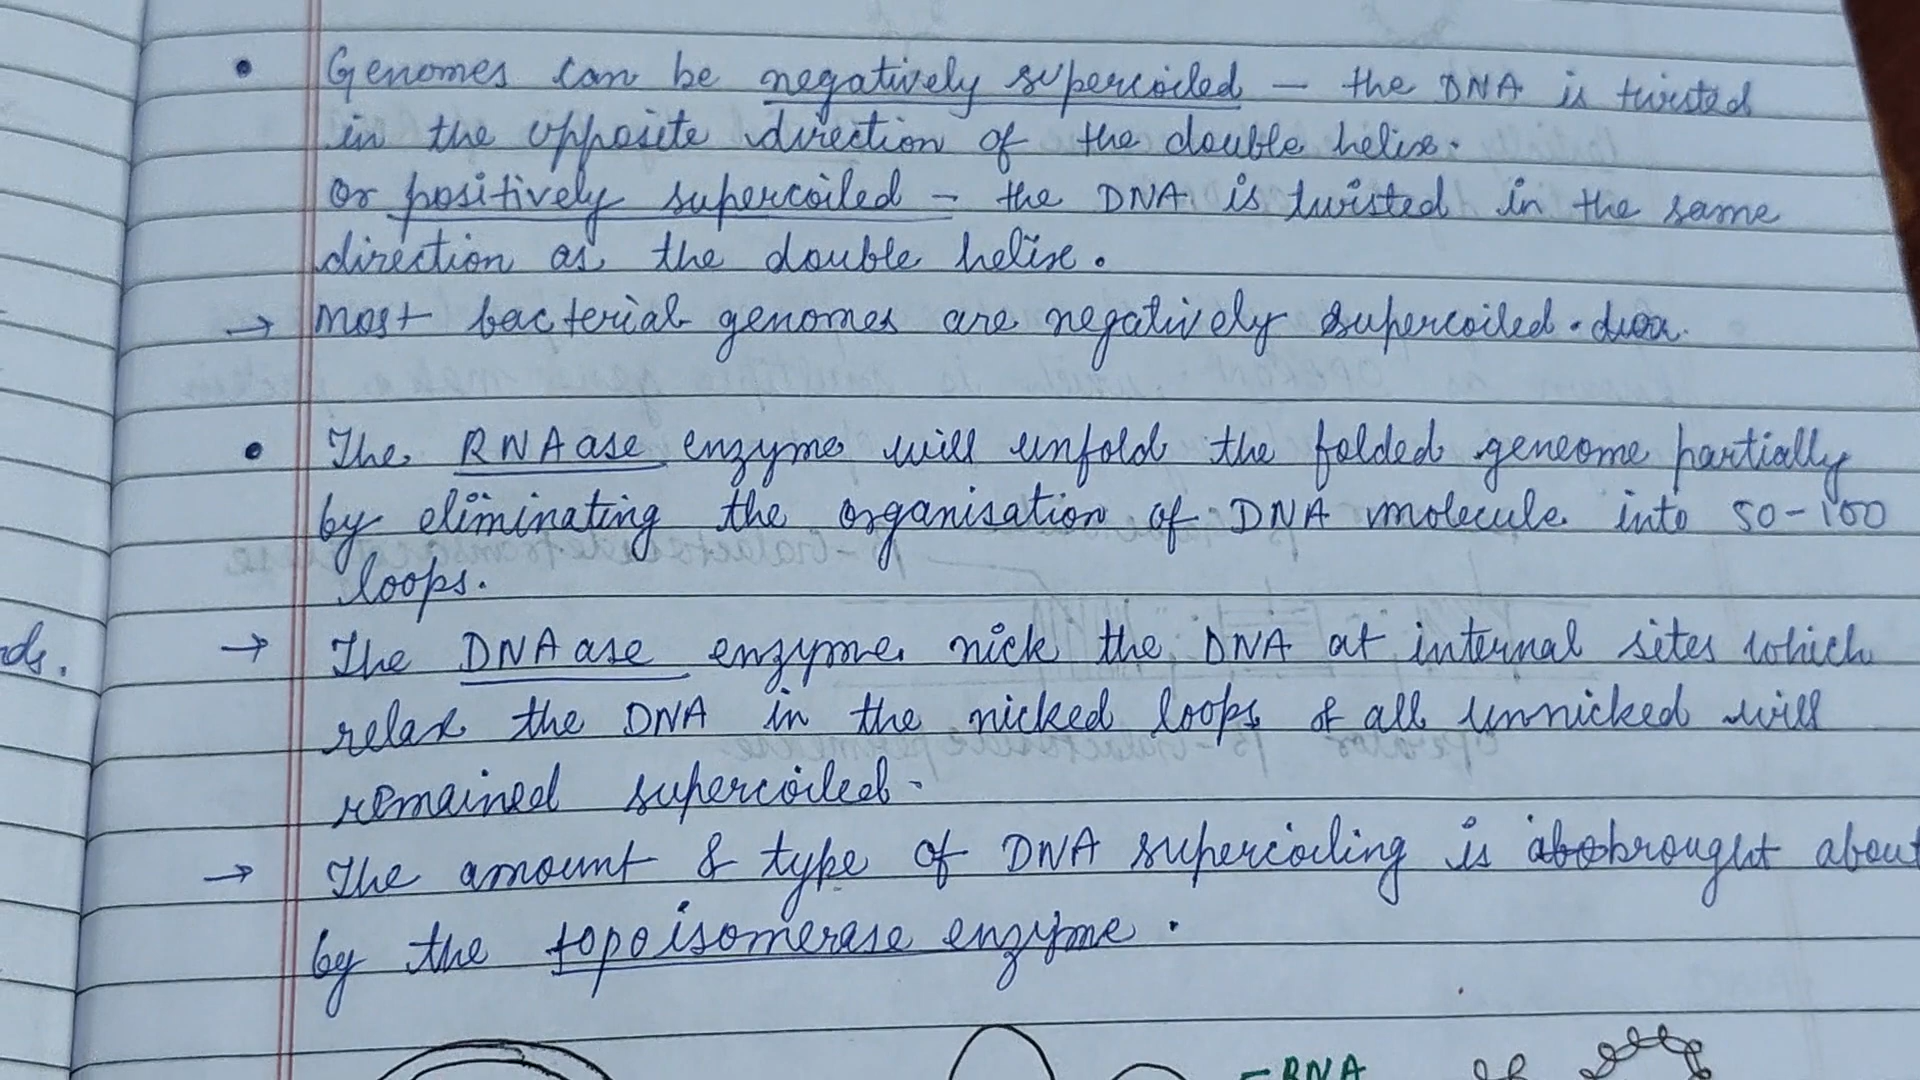 • Genomes can be negatively supercoiled – the DNA is twisted
in the opposite direction of the double helix.
or positively supercoiled – the DNA is twisted in the same
direction as the double helix.
→ most bacterial genomes are negatively supercoiled.
• The RNAase enzyme will unfold the folded geneome partially
by eliminating the organisation of DNA molecule into 50-100
loops.
ds.
→ The DNAase enzyme nick the DNA at internal sites which
relax the DNA in the nicked loops & all unnicked will
remained supercoiled.
→ The amount & type of DNA supercoiling is brought about
by the topoisomerase enzyme.
RNA